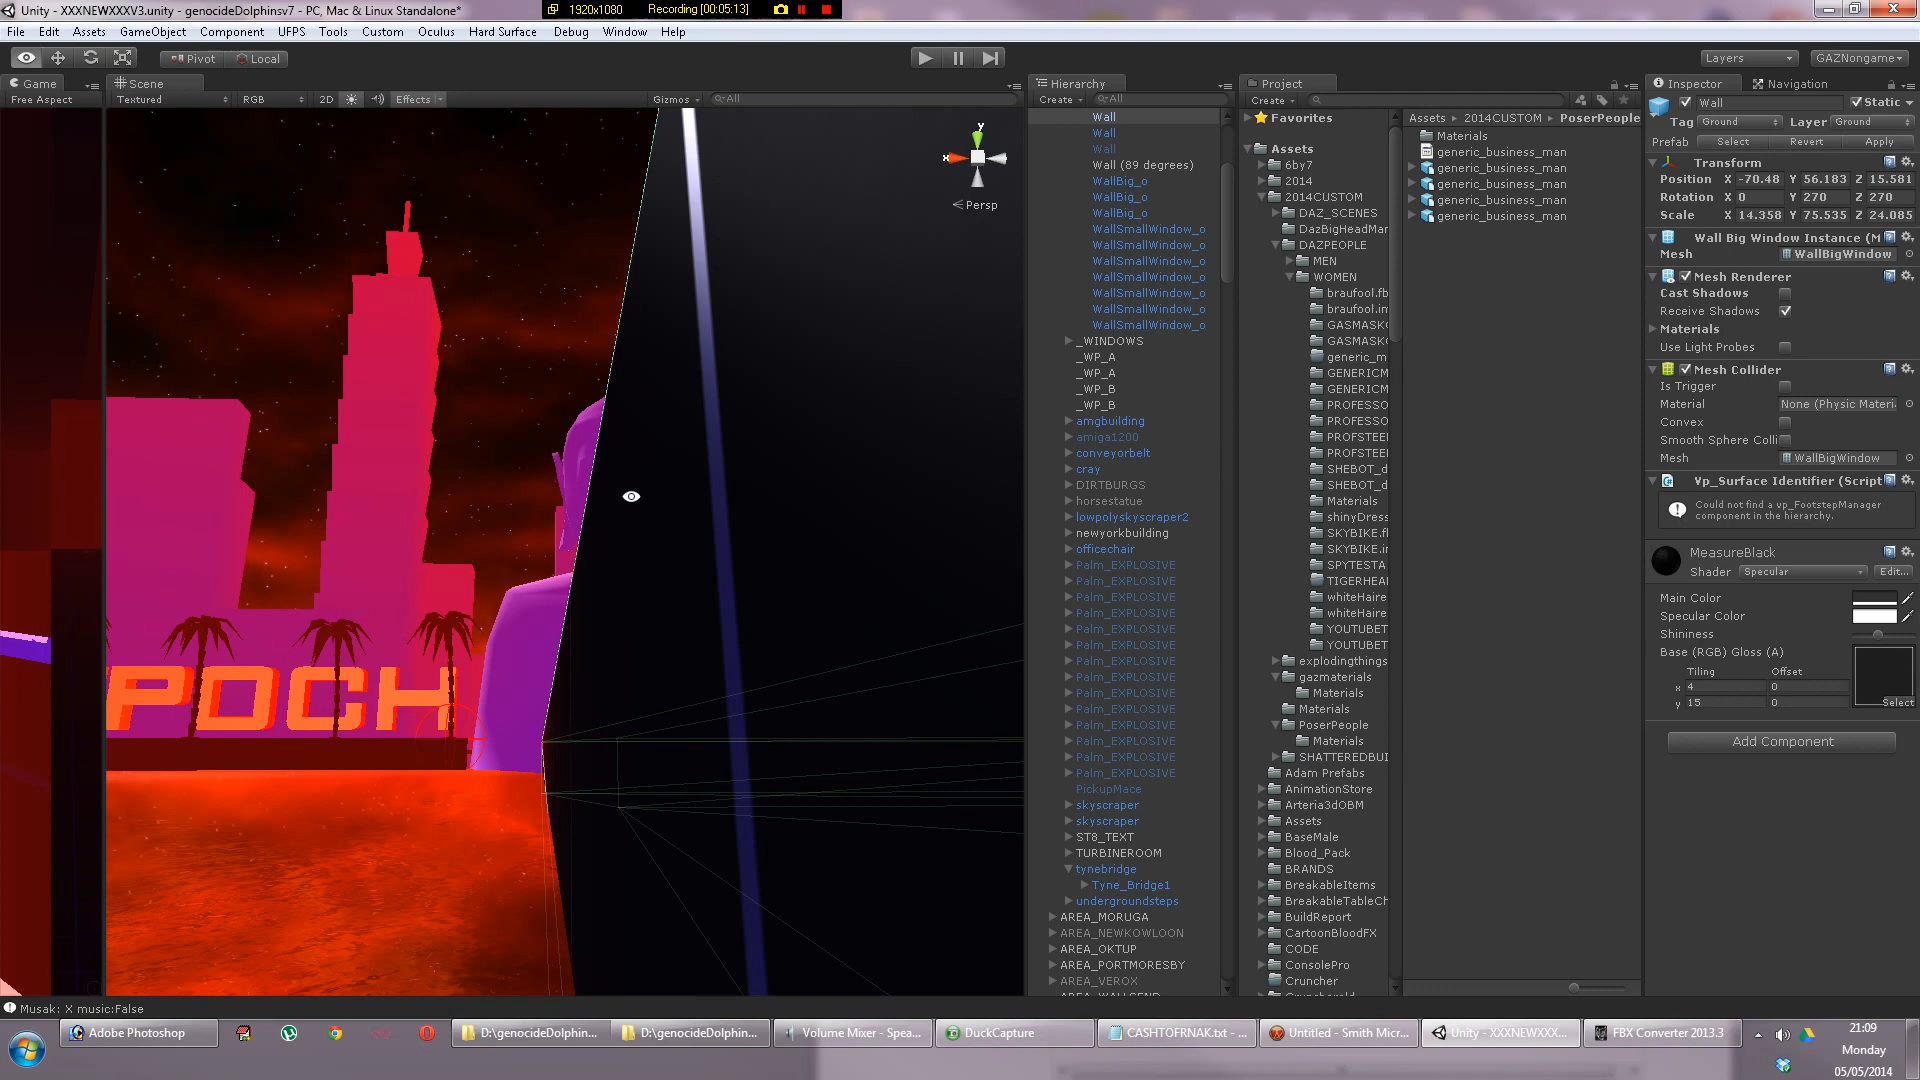 Unity - XXXNEWXXXV3.unity - genocideDolphinsv7 - PC, Mac & Linux Standalone*
1920x1080 Recording [00:05:13]
File Edit Assets GameObject Component UFPS Tools Custom Oculus Hard Surface Debug Window Help
Pivot Local
Layers GAZNongame
Game
Free Aspect
Scene
Textured RGB 2D Effects Gizmos All
y
x
Persp
POCH
Hierarchy
Create All
Wall
Wall
Wall
Wall (89 degrees)
WallBig_o
WallBig_o
WallBig_o
WallSmallWindow_o
WallSmallWindow_o
WallSmallWindow_o
WallSmallWindow_o
WallSmallWindow_o
WallSmallWindow_o
WallSmallWindow_o
_WINDOWS
_WP_A
_WP_A
_WP_B
_WP_B
amgbuilding
amiga1200
conveyorbelt
cray
DIRTBURGS
horsestatue
lowpolyskyscraper2
newyorkbuilding
officechair
Palm_EXPLOSIVE
Palm_EXPLOSIVE
Palm_EXPLOSIVE
Palm_EXPLOSIVE
Palm_EXPLOSIVE
Palm_EXPLOSIVE
Palm_EXPLOSIVE
Palm_EXPLOSIVE
Palm_EXPLOSIVE
Palm_EXPLOSIVE
Palm_EXPLOSIVE
Palm_EXPLOSIVE
Palm_EXPLOSIVE
Palm_EXPLOSIVE
PickupMace
skyscraper
skyscraper
ST8_TEXT
TURBINEROOM
tynebridge
Tyne_Bridge1
undergroundsteps
AREA_MORUGA
AREA_NEWKOWLOON
AREA_OKTUP
AREA_PORTMORESBY
AREA_VEROX
Project
Create
Favorites
Assets
6by7
2014
2014CUSTOM
DAZ_SCENES
DazBigHeadMar
DAZPEOPLE
MEN
WOMEN
braufool.fb
braufool.in
GASMASK
GASMASK
generic_m
GENERICM
GENERICM
PROFESSO
PROFESSO
PROFSTEEL
PROFSTEEL
SHEBOT_d
SHEBOT_d
Materials
shinyDress
SKYBIKE.f
SKYBIKE.i
SPYTESTA
TIGERHEA
whiteHaire
whiteHaire
YOUTUBET
YOUTUBET
explodingthings
gazmaterials
Materials
Materials
PoserPeople
Materials
SHATTEREDBUI
Adam Prefabs
AnimationStore
Arteria3dOBM
Assets
BaseMale
Blood_Pack
BRANDS
BreakableItems
BreakableTableCh
BuildReport
CartoonBloodFX
CODE
ConsolePro
Cruncher
Assets > 2014CUSTOM > PoserPeople
Materials
generic_business_man
generic_business_man
generic_business_man
generic_business_man
generic_business_man
Inspector Navigation
Wall Static
Tag Ground Layer Ground
Prefab Select Revert Apply
Transform
Position X -70.48 Y 56.183 Z 15.581
Rotation X 0 Y 270 Z 270
Scale X 14.358 Y 75.535 Z 24.085
Wall Big Window Instance (M
Mesh WallBigWindow
Mesh Renderer
Cast Shadows
Receive Shadows
Materials
Use Light Probes
Mesh Collider
Is Trigger
Material None (Physic Materi
Convex
Smooth Sphere Colli
Mesh WallBigWindow
Vp_Surface Identifier (Script
Could not find a vp_FootstepManager
component in the hierarchy.
MeasureBlack
Shader Specular Edit...
Main Color
Specular Color
Shininess
Base (RGB) Gloss (A)
Tiling Offset
x 4 0
y 15 0
Select
Add Component
Musak: X music:False
Adobe Photoshop
D:\genocideDolphin...
D:\genocideDolphin...
Volume Mixer - Spea...
DuckCapture
CASHTOFRNAK.txt - ...
Untitled - Smith Micr...
Unity - XXXNEWXXX...
FBX Converter 2013.3
21:09
Monday
05/05/2014